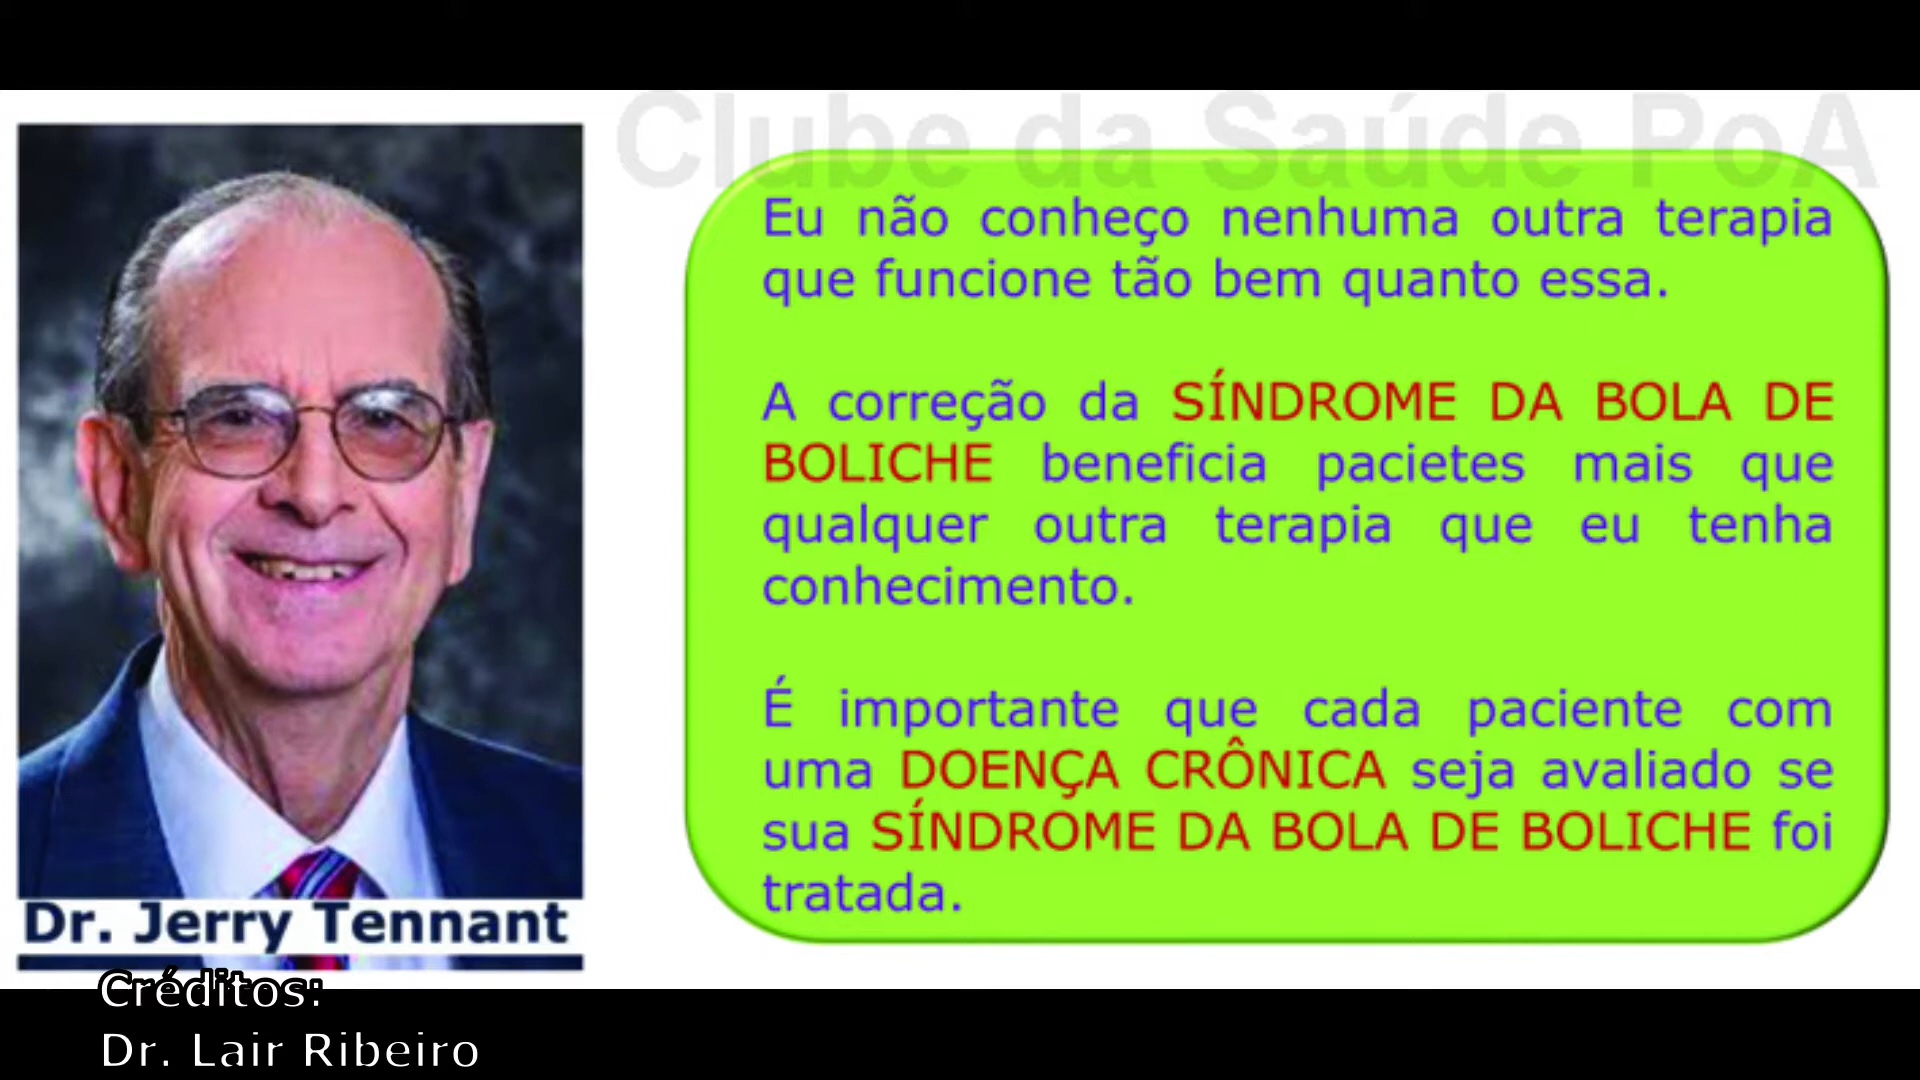 Clube da Saúde PoA
Eu não conheço nenhuma outra terapia
que funcione tão bem quanto essa.
A correção da SÍNDROME DA BOLA DE
BOLICHE beneficia pacietes mais que
qualquer outra terapia que eu tenha
conhecimento.
É importante que cada paciente com
uma DOENÇA CRÔNICA seja avaliado se
sua SÍNDROME DA BOLA DE BOLICHE foi
tratada.
Dr. Jerry Tennant
Créditos:
Dr. Lair Ribeiro